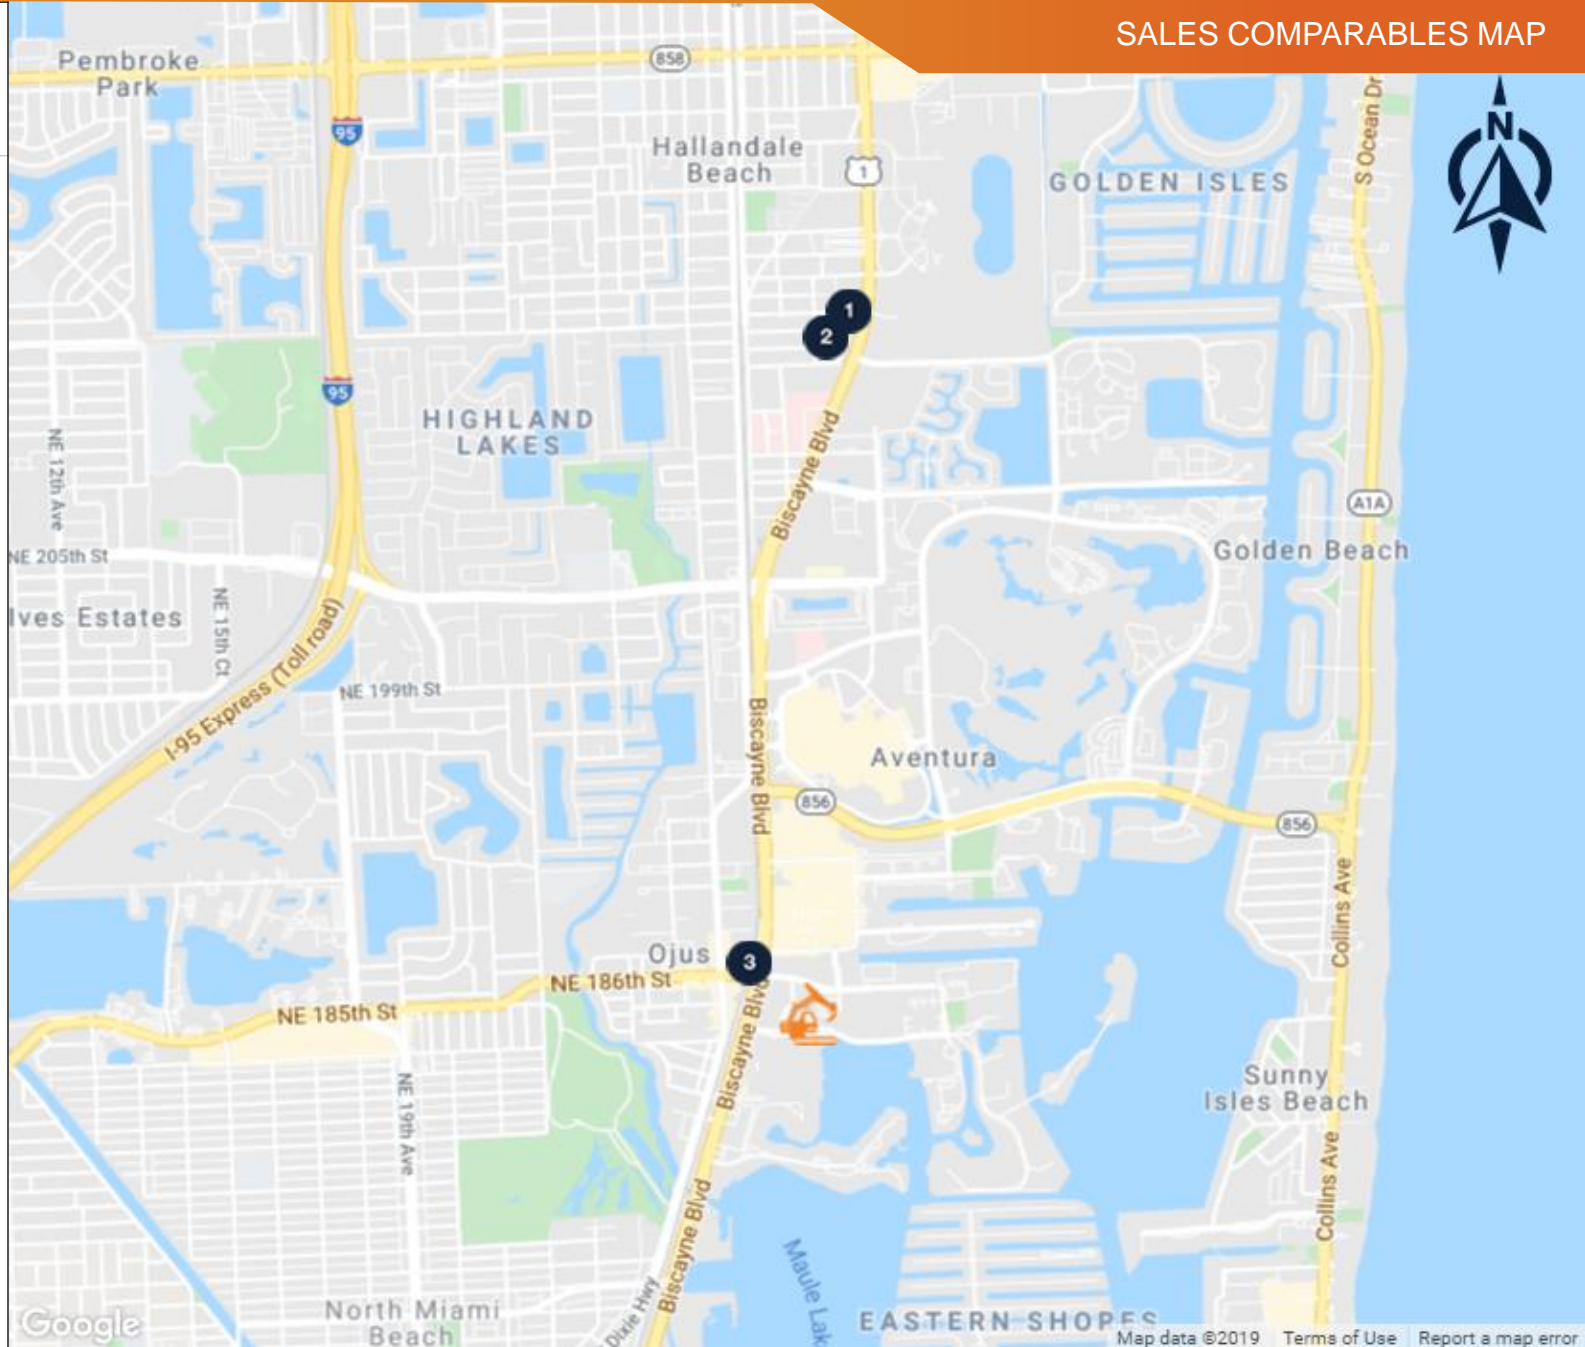 SALES COMPARABLES MAP
Pembroke
Park
858
S Ocean Dr
N
95
Hallandale
Beach
1
GOLDEN ISLES
1
2
95
HIGHLAND
LAKES
NE 12th Ave
Biscayne Blvd
A1A
NE 205th St
Golden Beach
Ives Estates
NE 15th Ct
I-95 Express (Toll road)
NE 199th St
Biscayne Blvd
Aventura
856
856
Collins Ave
Ojus
3
NE 186th St
NE 185th St
Biscayne Blvd
NE 19th Ave
Sunny
Isles Beach
Collins Ave
Biscayne Blvd
Maule Lak
Dixie Hwy
North Miami
Beach
EASTERN SHOPES
Google
Map data ©2019
Terms of Use
Report a map error